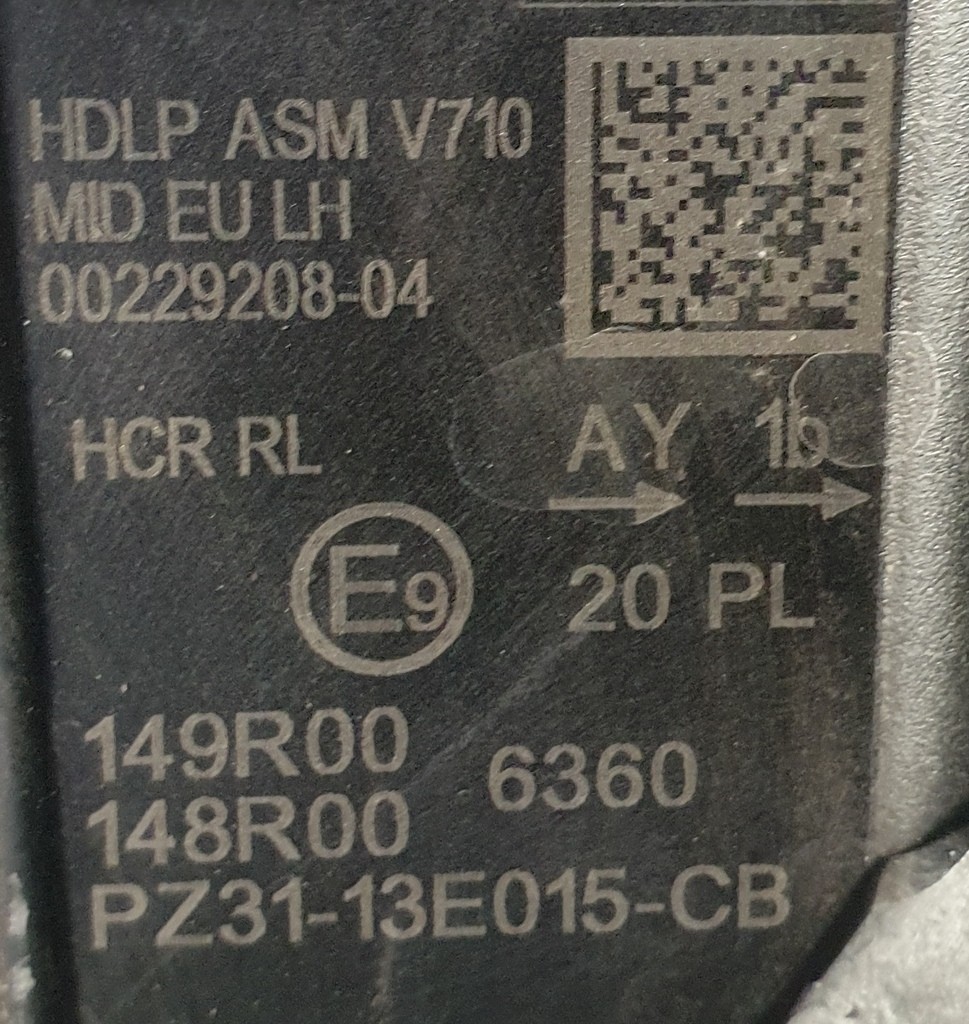 HDLP ASM V710
MID EU LH
00229208-04
HCR RL
AY 1b
→ →
E9
20 PL
149R00
6360
148R00
PZ31-13E015-CB